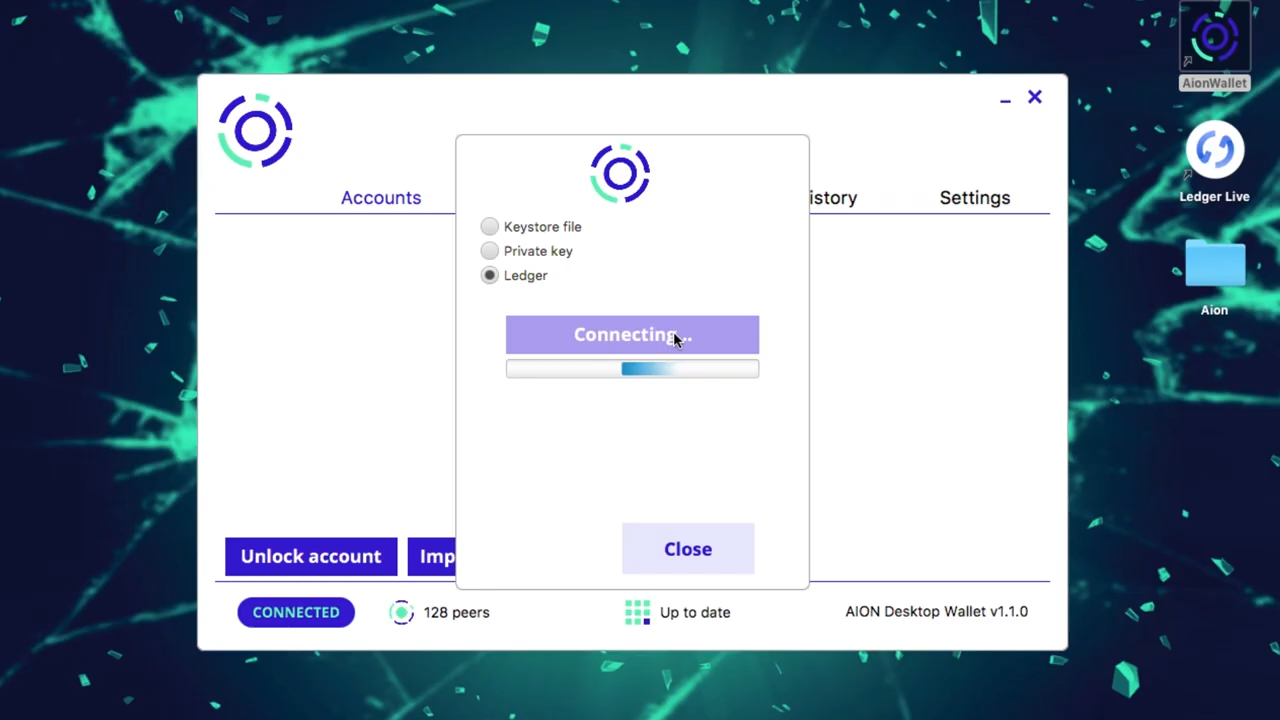 AionWallet
Ledger Live
Aion
Accounts
istory
Settings
Keystore file
Private key
Ledger
Connecting...
Close
Unlock account
Imp
CONNECTED
128 peers
Up to date
AION Desktop Wallet v1.1.0